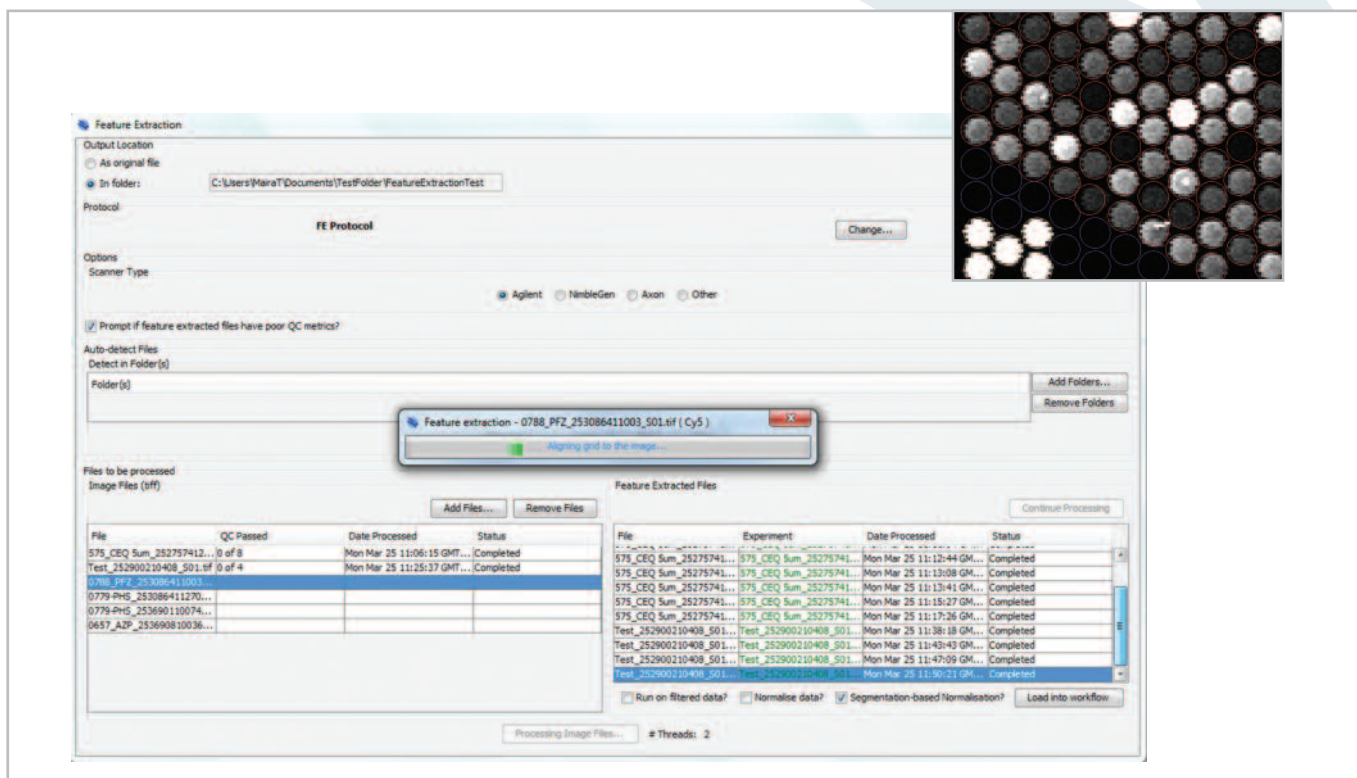 Feature Extraction
Output Location
As original file
In folder: C:\Users\MairaT\Documents\TestFolder\FeatureExtractionTest
Protocol
FE Protocol
Change...
Options
Scanner Type
Agilent NimbleGen Axon Other
Prompt if feature extracted files have poor QC metrics?
Auto-detect Files
Detect in Folder(s)
Folder(s)
Add Folders...
Remove Folders
Feature extraction - 0788_PFZ_253086411003_S01.tif ( Cy5 )
Aligning grid to the image...
Files to be processed
Image Files (tiff)
Add Files... Remove Files
File QC Passed Date Processed Status
575_CEQ 5um_252757412... 0 of 8 Mon Mar 25 11:06:15 GMT... Completed
Test_252900210408_S01.tif 0 of 4 Mon Mar 25 11:25:37 GMT... Completed
0788_PFZ_253086411003...
0779-PHS_253086411270...
0779-PHS_253690110074...
0657_AZP_253690810036...
Feature Extracted Files
Continue Processing
File Experiment Date Processed Status
575_CEQ 5um_25275741... 575_CEQ 5um_25275741... Mon Mar 25 11:12:44 GM... Completed
575_CEQ 5um_25275741... 575_CEQ 5um_25275741... Mon Mar 25 11:13:08 GM... Completed
575_CEQ 5um_25275741... 575_CEQ 5um_25275741... Mon Mar 25 11:13:41 GM... Completed
575_CEQ 5um_25275741... 575_CEQ 5um_25275741... Mon Mar 25 11:15:27 GM... Completed
575_CEQ 5um_25275741... 575_CEQ 5um_25275741... Mon Mar 25 11:17:26 GM... Completed
Test_252900210408_S01... Test_252900210408_S01... Mon Mar 25 11:38:18 GM... Completed
Test_252900210408_S01... Test_252900210408_S01... Mon Mar 25 11:43:43 GM... Completed
Test_252900210408_S01... Test_252900210408_S01... Mon Mar 25 11:47:09 GM... Completed
Test_252900210408_S01... Test_252900210408_S01... Mon Mar 25 11:50:21 GM... Completed
Run on filtered data? Normalise data? Segmentation-based Normalisation? Load into workflow
Processing Image Files... # Threads: 2